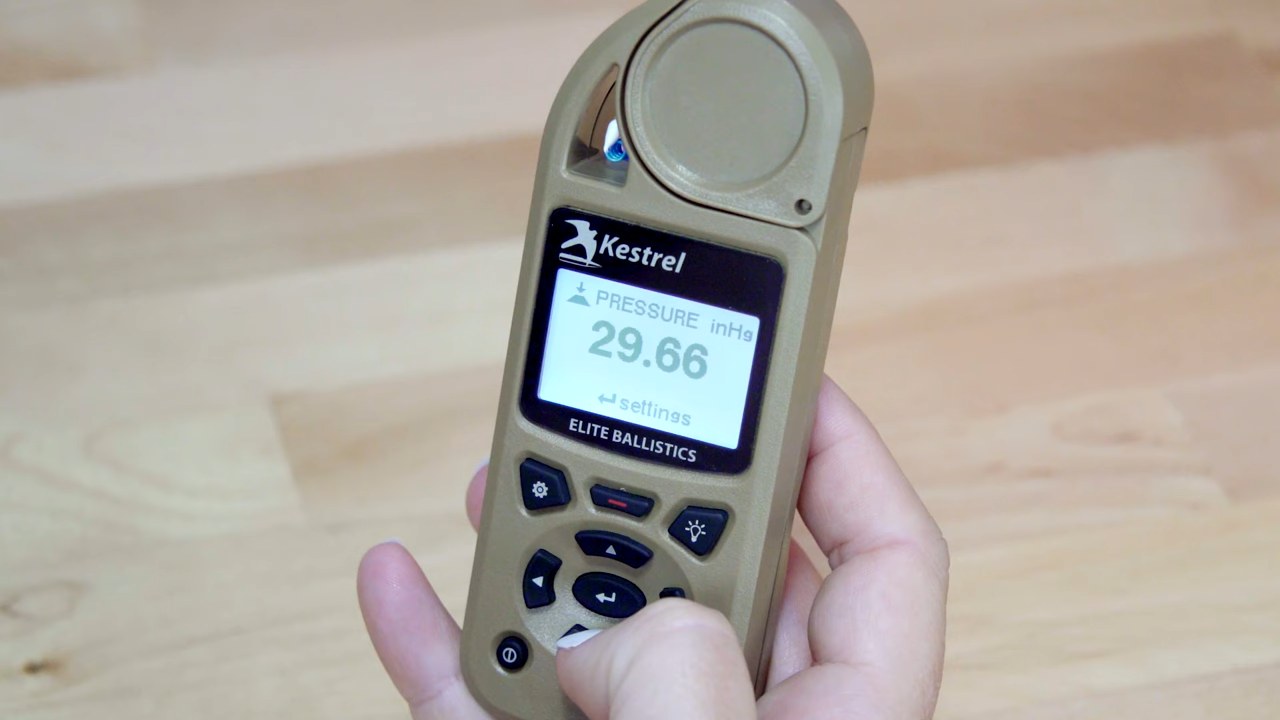 Kestrel
PRESSURE inHg
29.66
settings
ELITE BALLISTICS